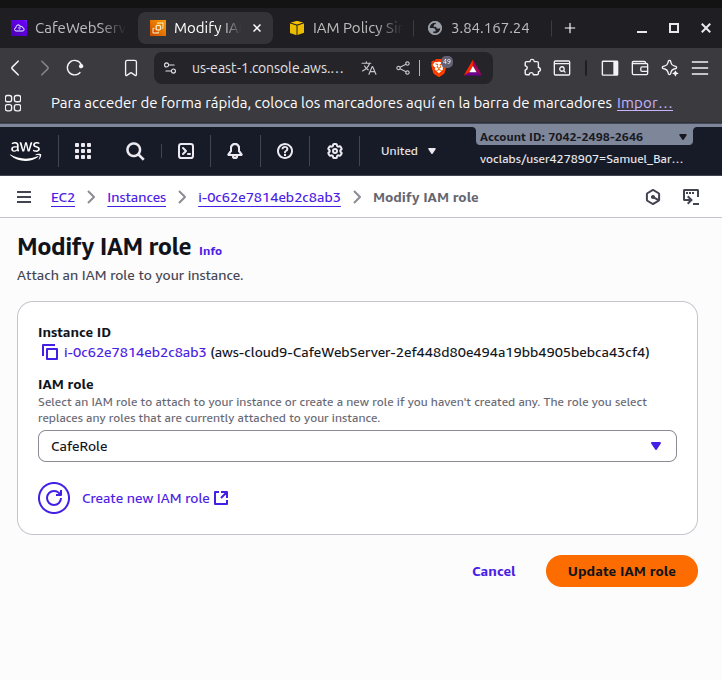 CafeWebServ
Modify IA
IAM Policy Si
3.84.167.24
us-east-1.console.aws....
49
Para acceder de forma rápida, coloca los marcadores aquí en la barra de marcadores Impor...
aws
United
Account ID: 7042-2498-2646
voclabs/user4278907=Samuel_Bar...
EC2
Instances
i-0c62e7814eb2c8ab3
Modify IAM role
Modify IAM role Info
Attach an IAM role to your instance.
Instance ID
i-0c62e7814eb2c8ab3 (aws-cloud9-CafeWebServer-2ef448d80e494a19bb4905bebca43cf4)
IAM role
Select an IAM role to attach to your instance or create a new role if you haven't created any. The role you select
replaces any roles that are currently attached to your instance.
CafeRole
Create new IAM role
Cancel
Update IAM role